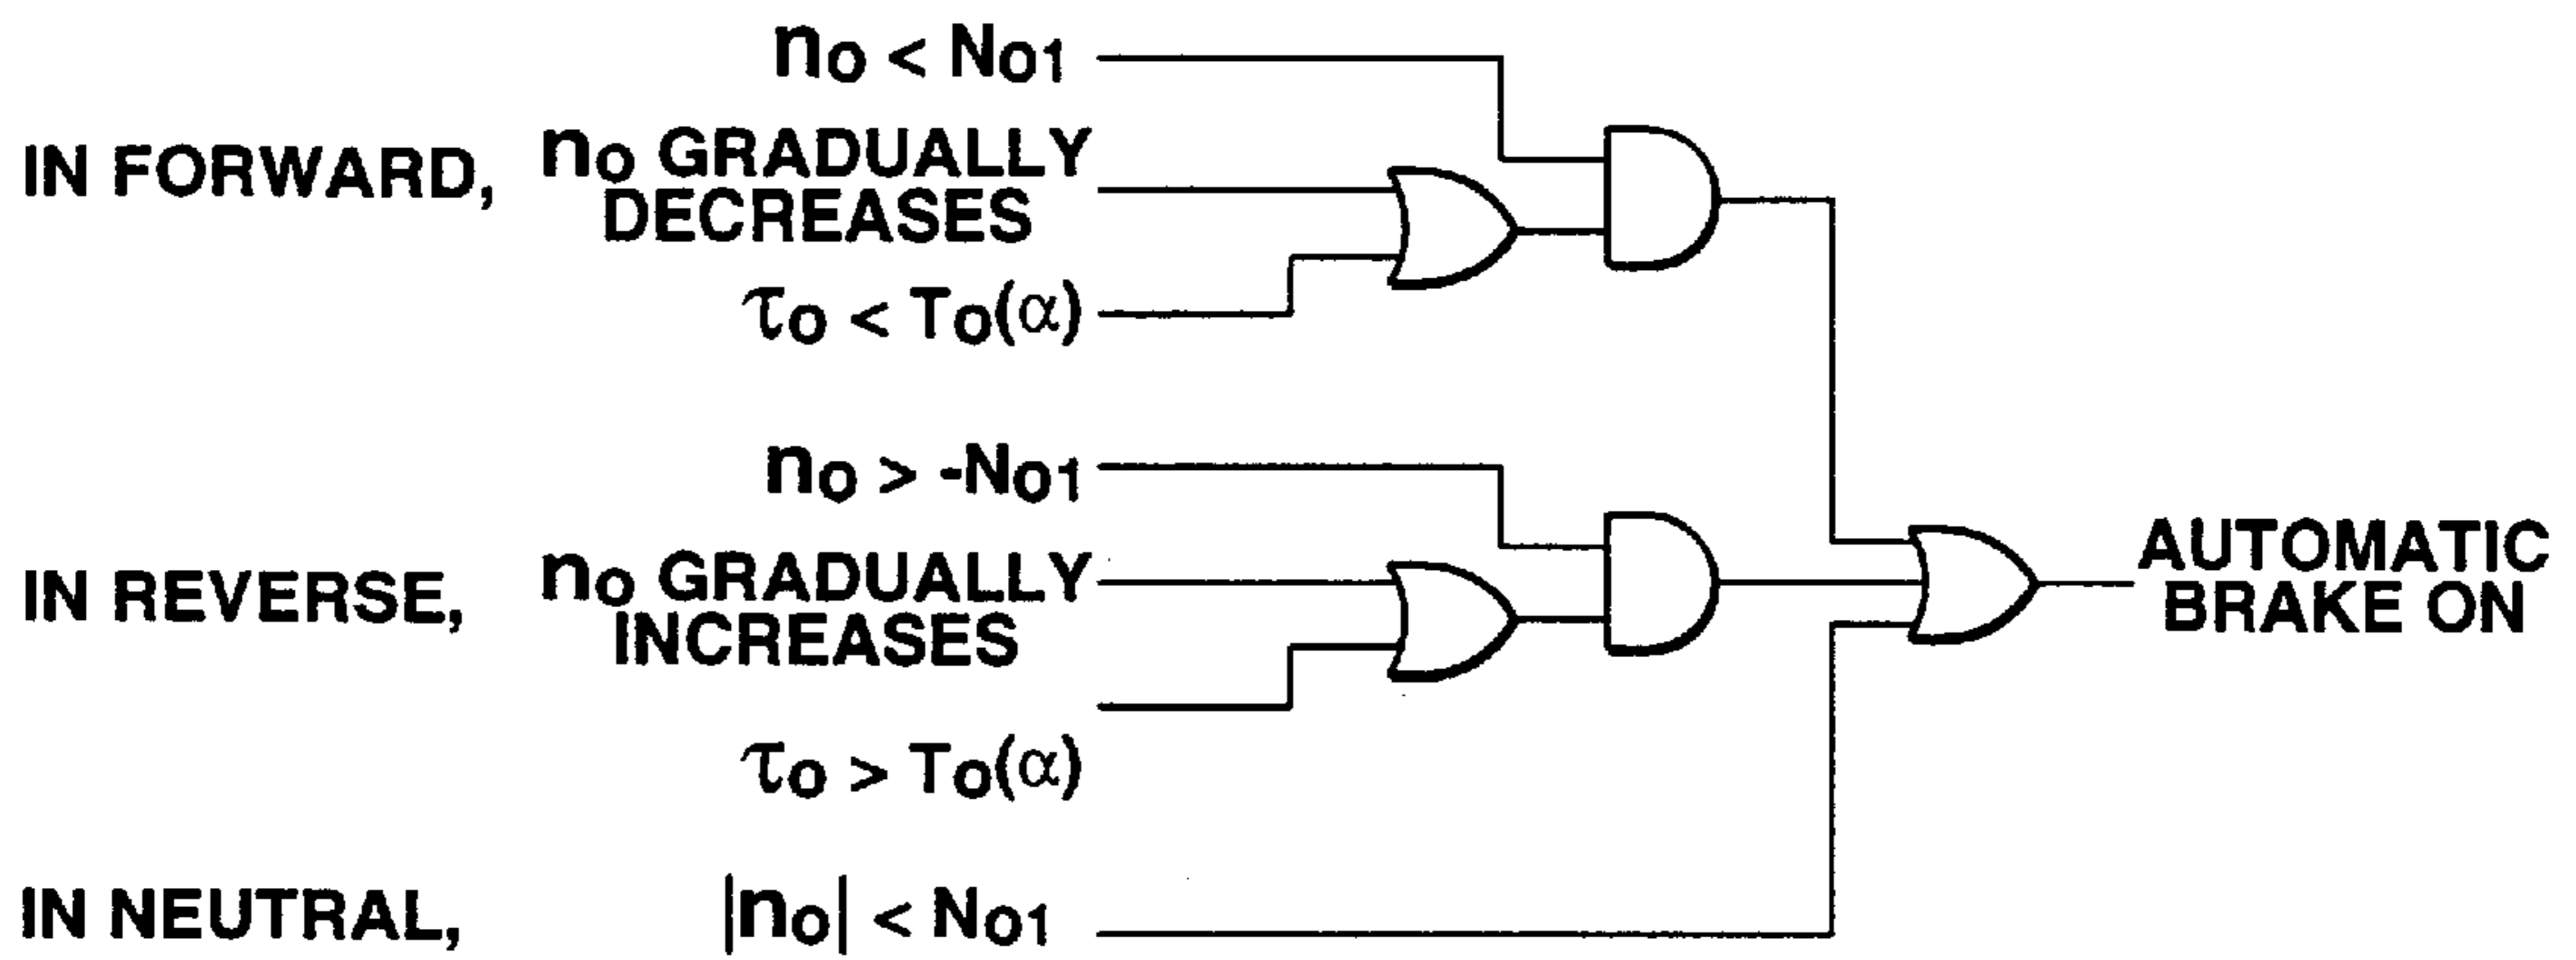 no < No1
IN FORWARD, no GRADUALLY
DECREASES
τo < To(α)
no > -No1
IN REVERSE, no GRADUALLY
INCREASES
τo > To(α)
AUTOMATIC
BRAKE ON
IN NEUTRAL, |no| < No1